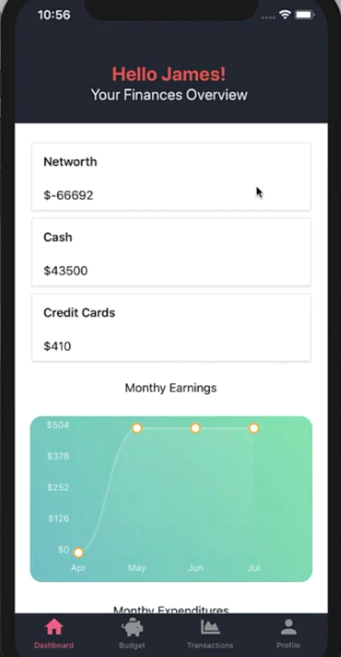 10:56
Hello James!
Your Finances Overview
Networth
$-66692
Cash
$43500
Credit Cards
$410
Monthy Earnings
$504
$378
$252
$126
$0
Apr May Jun Jul
Monthy Expenditures
Dashboard Budget Transactions Profile